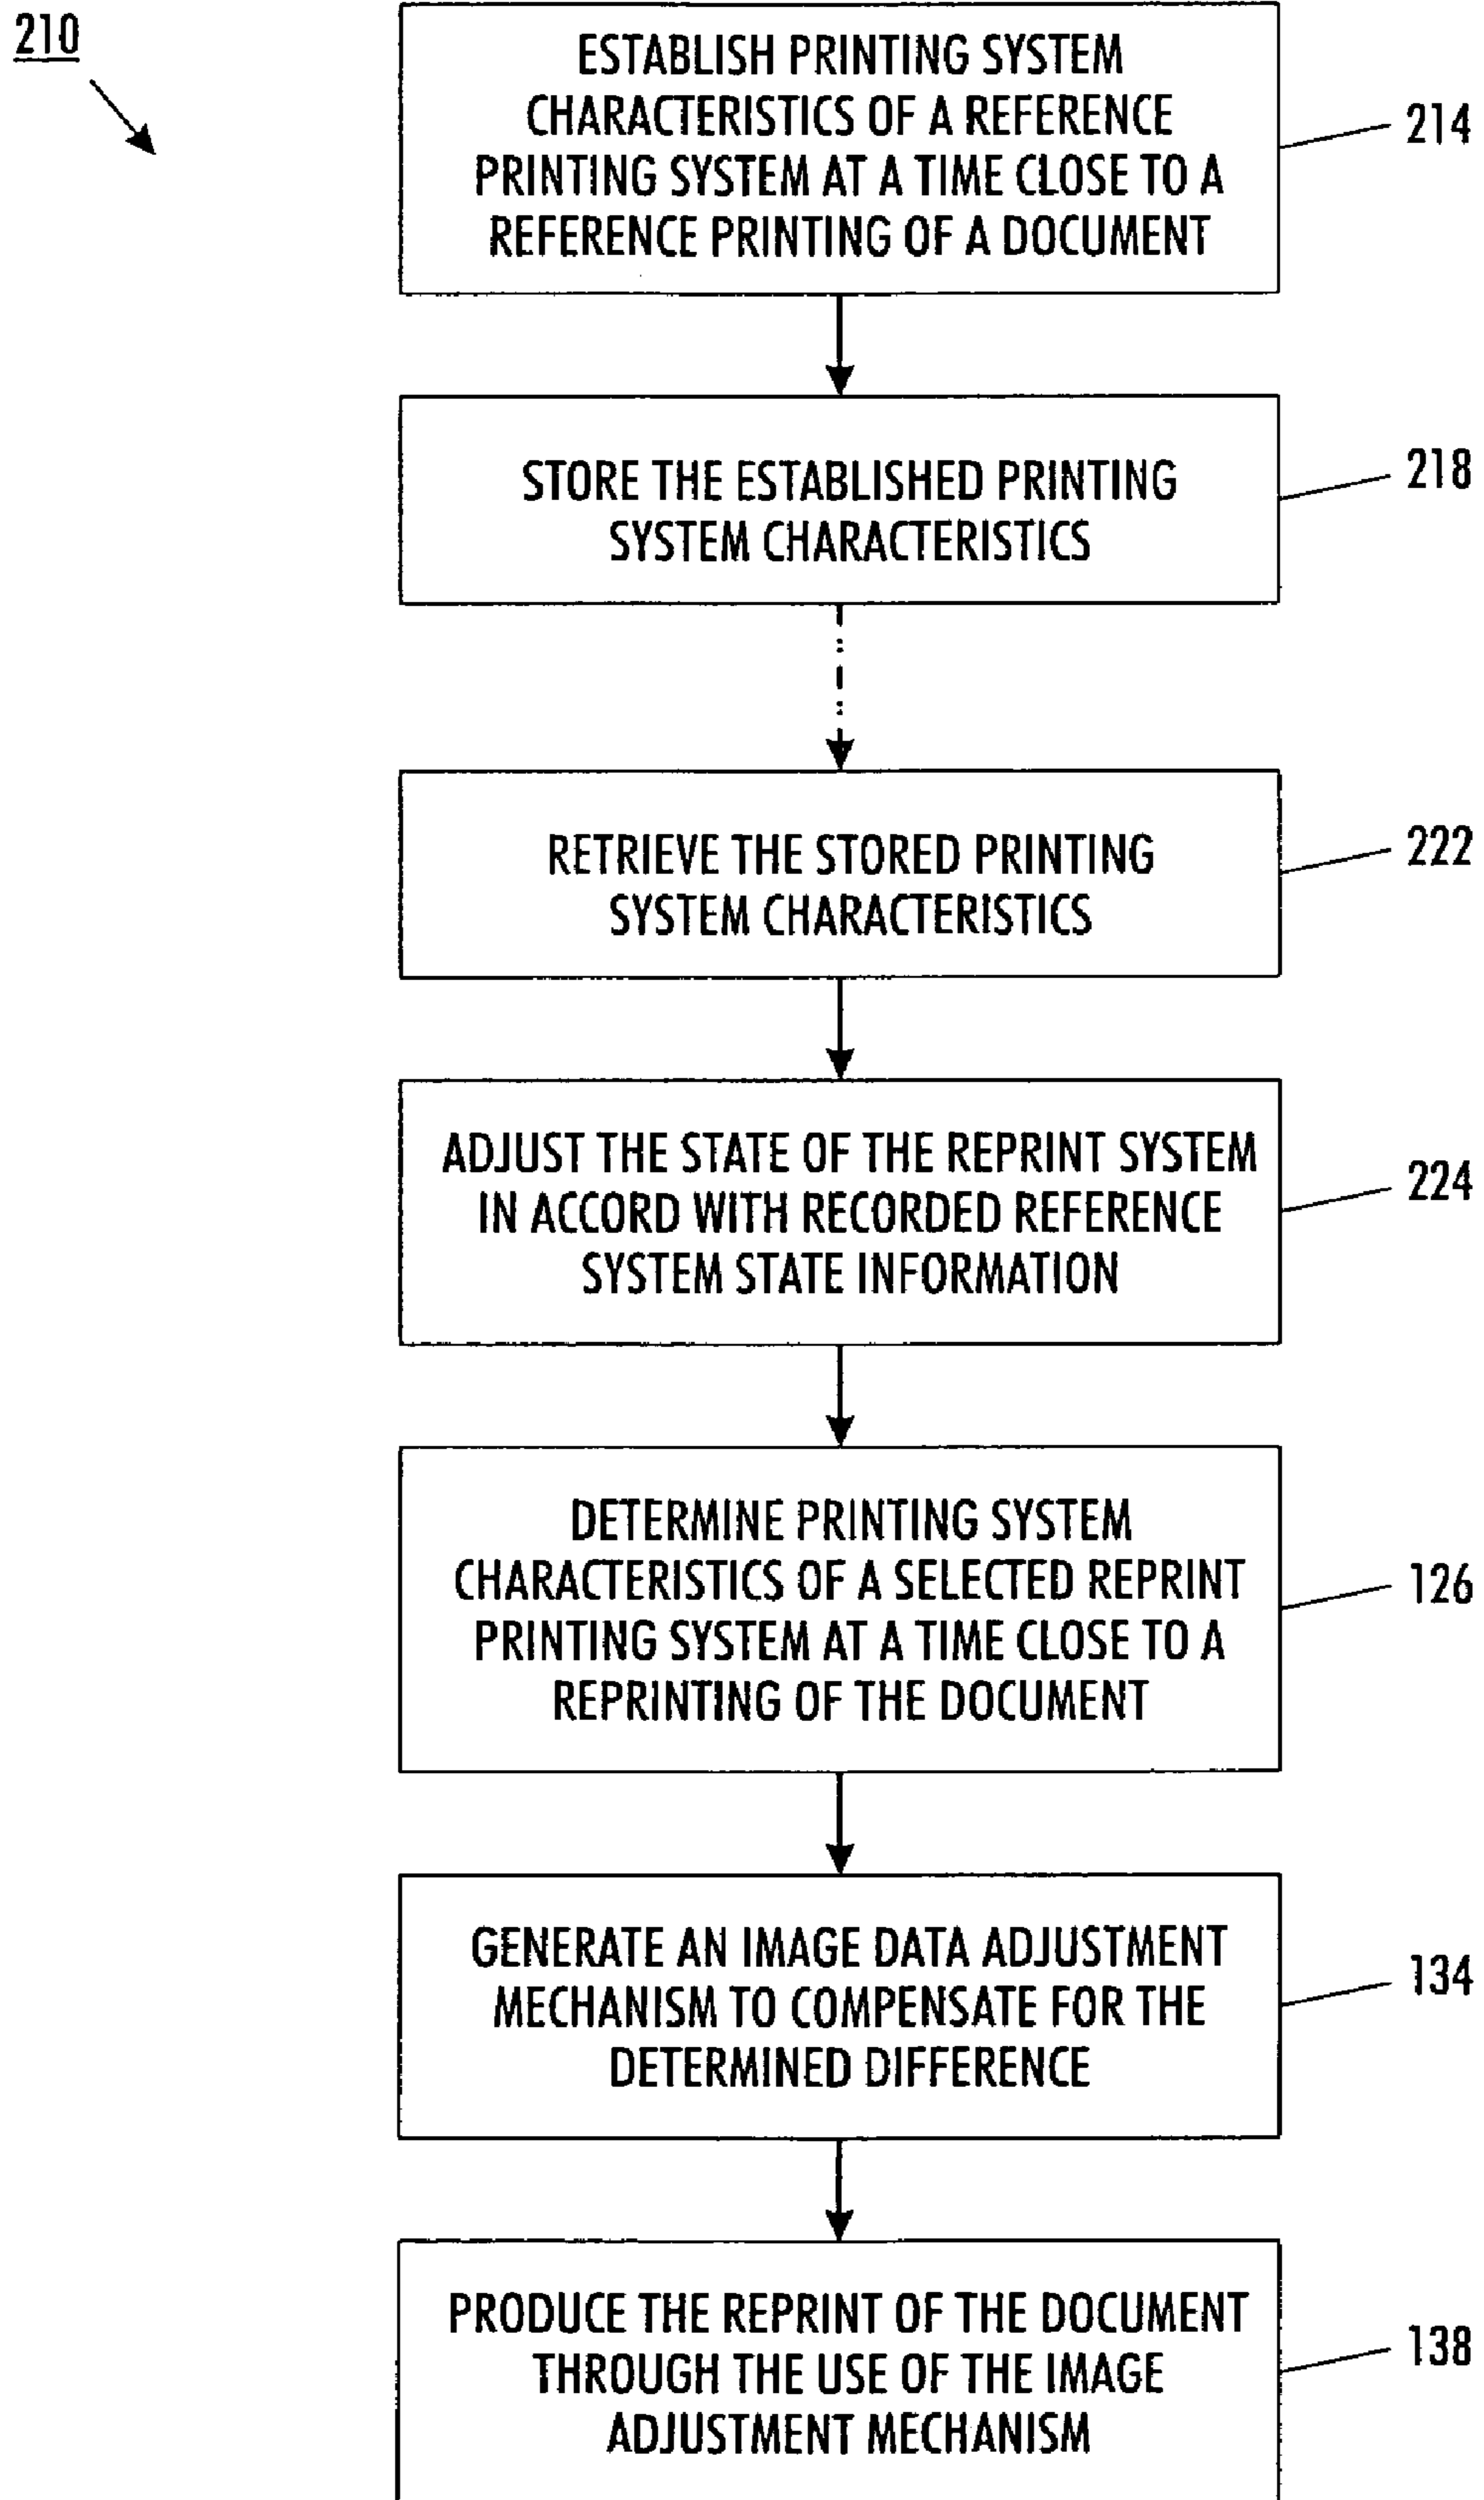 210
ESTABLISH PRINTING SYSTEM
CHARACTERISTICS OF A REFERENCE
PRINTING SYSTEM AT A TIME CLOSE TO A
REFERENCE PRINTING OF A DOCUMENT
214
STORE THE ESTABLISHED PRINTING
SYSTEM CHARACTERISTICS
218
RETRIEVE THE STORED PRINTING
SYSTEM CHARACTERISTICS
222
ADJUST THE STATE OF THE REPRINT SYSTEM
IN ACCORD WITH RECORDED REFERENCE
SYSTEM STATE INFORMATION
224
DETERMINE PRINTING SYSTEM
CHARACTERISTICS OF A SELECTED REPRINT
PRINTING SYSTEM AT A TIME CLOSE TO A
REPRINTING OF THE DOCUMENT
126
GENERATE AN IMAGE DATA ADJUSTMENT
MECHANISM TO COMPENSATE FOR THE
DETERMINED DIFFERENCE
134
PRODUCE THE REPRINT OF THE DOCUMENT
THROUGH THE USE OF THE IMAGE
ADJUSTMENT MECHANISM
138